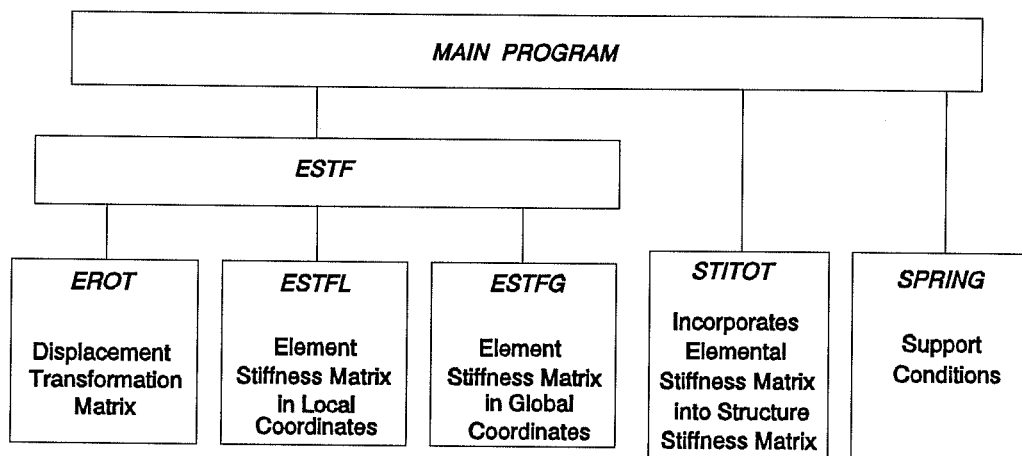 MAIN PROGRAM
ESTF
EROT
Displacement
Transformation
Matrix
ESTFL
Element
Stiffness Matrix
in Local
Coordinates
ESTFG
Element
Stiffness Matrix
in Global
Coordinates
STITOT
Incorporates
Elemental
Stiffness Matrix
into Structure
Stiffness Matrix
SPRING
Support
Conditions